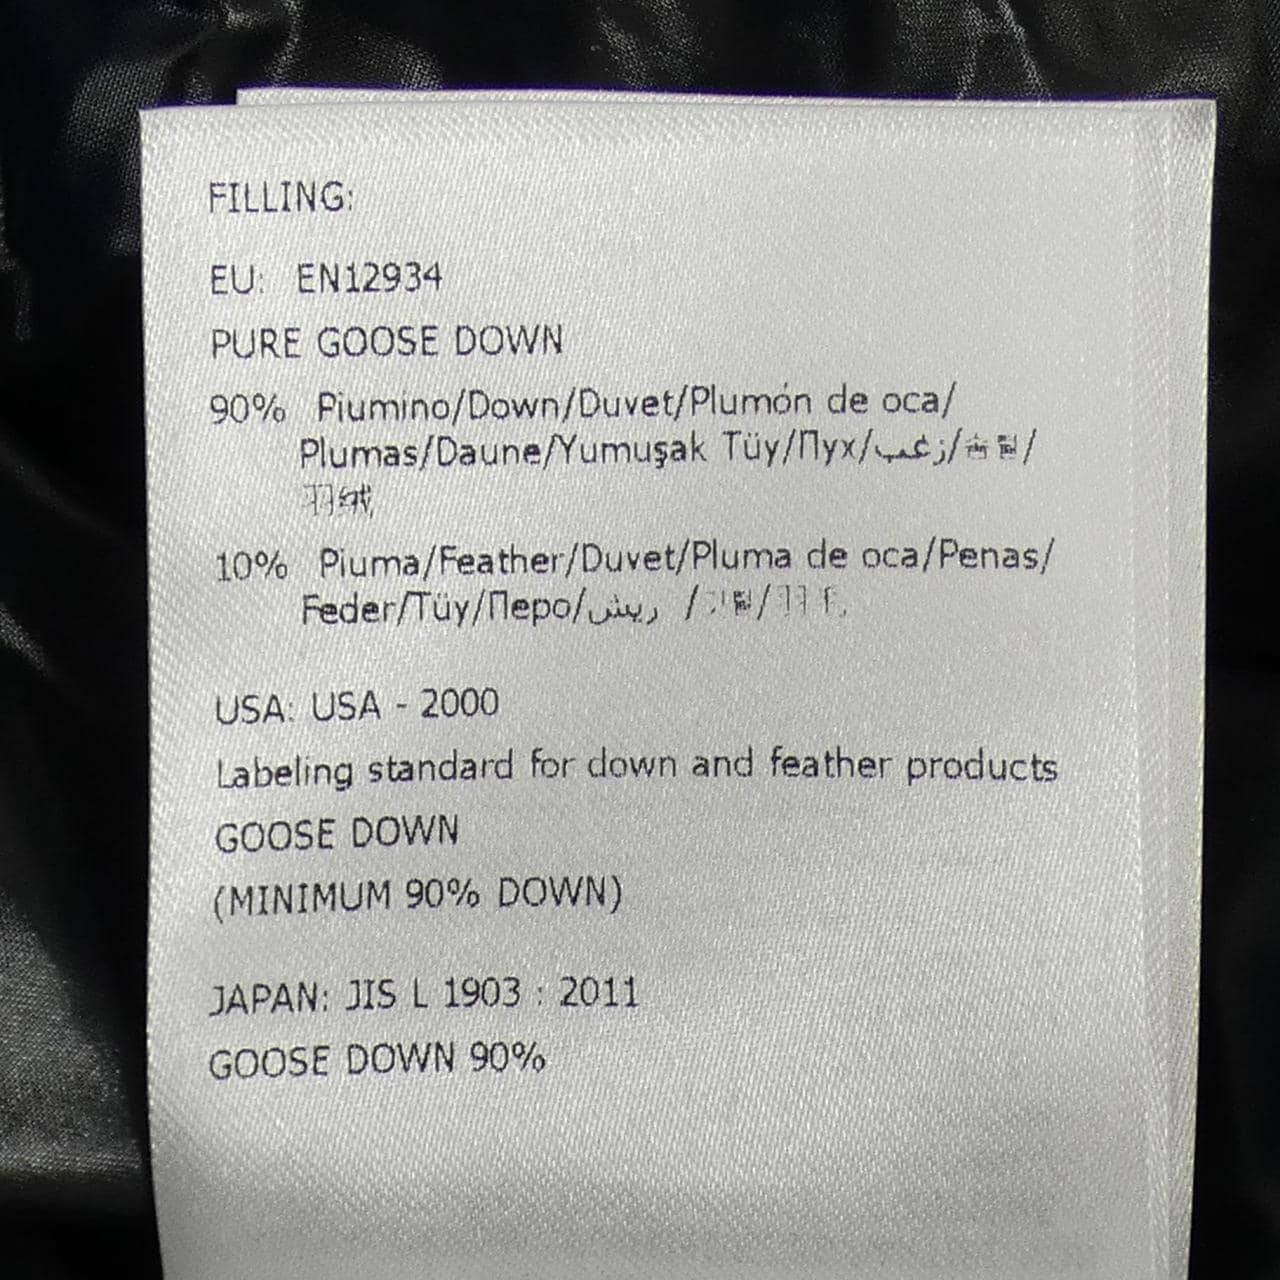 FILLING:
EU: EN12934
PURE GOOSE DOWN
90% Piumino/Down/Duvet/Plumón de oca/
Plumas/Daune/Yumuşak Tüy/Пух/زغب/
10% Piuma/Feather/Duvet/Pluma de oca/Penas/
Feder/Tüy/Перо/ريش /
USA: USA - 2000
Labeling standard for down and feather products
GOOSE DOWN
(MINIMUM 90% DOWN)
JAPAN: JIS L 1903 : 2011
GOOSE DOWN 90%